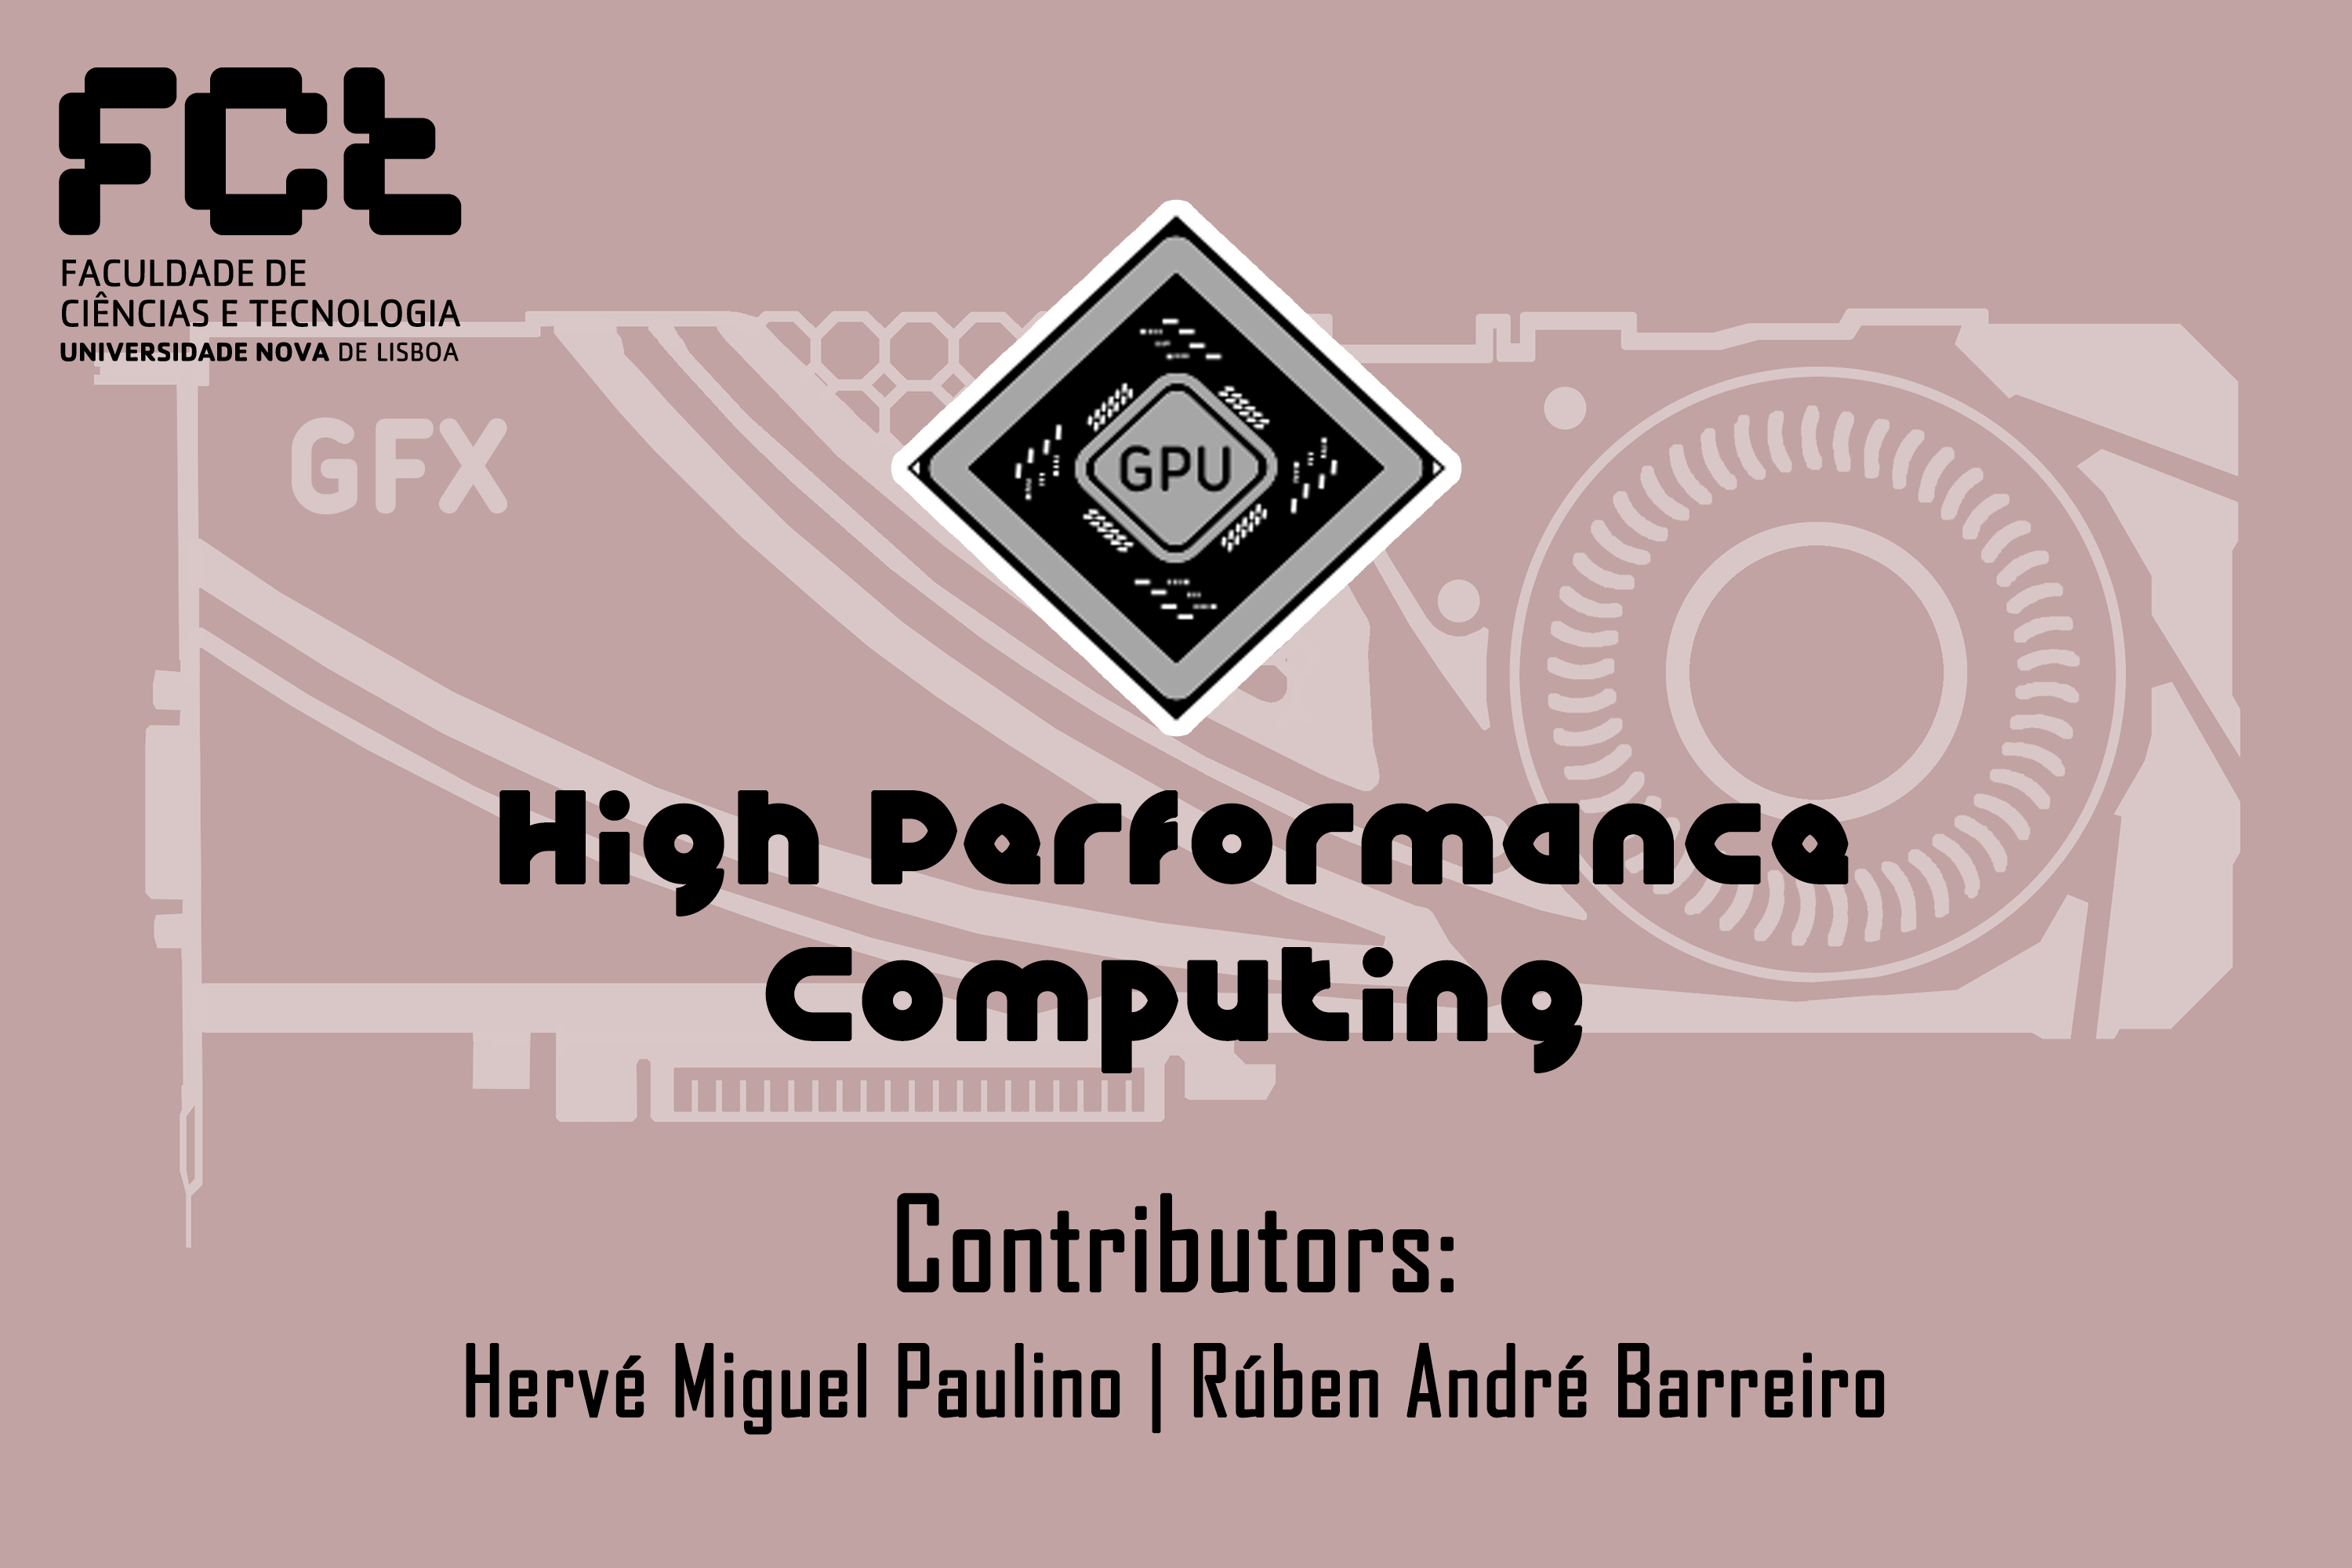 FCt
FACULDADE DE
CIÊNCIAS E TECNOLOGIA
UNIVERSIDADE NOVA DE LISBOA
GFX
GPU
High Performance
Computing
Contributors:
Hervé Miguel Paulino | Rúben André Barreiro